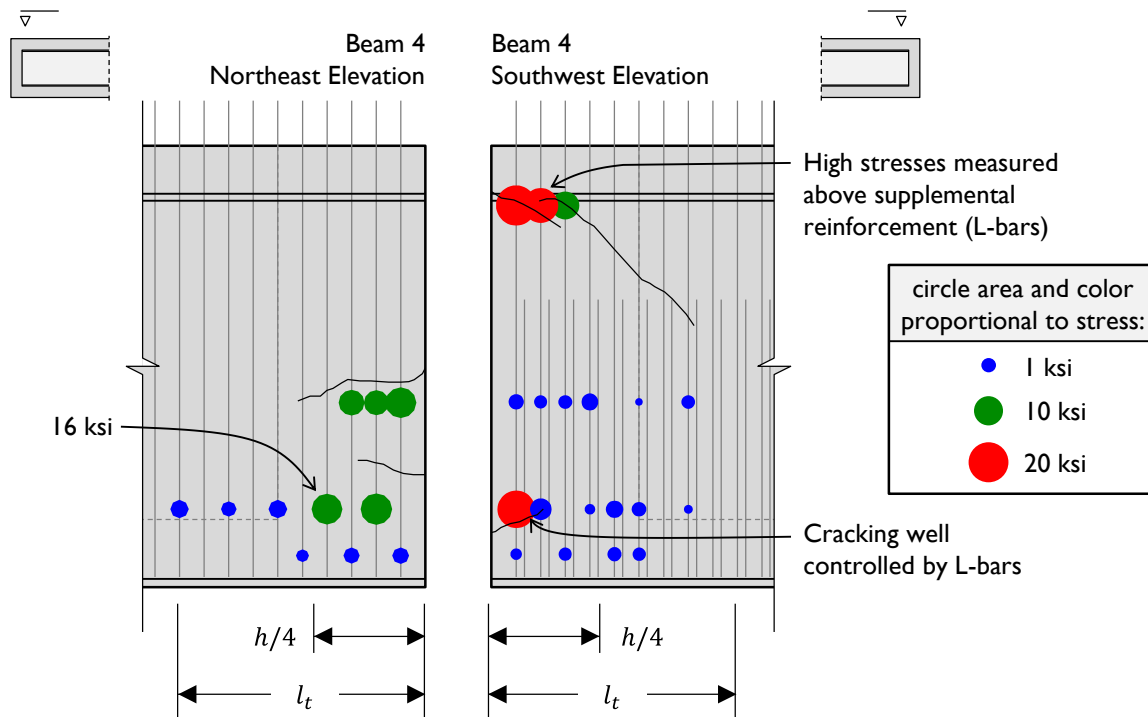 Beam 4
Northeast Elevation
Beam 4
Southwest Elevation
High stresses measured
above supplemental
reinforcement (L-bars)
circle area and color
proportional to stress:
1 ksi
10 ksi
20 ksi
16 ksi
Cracking well
controlled by L-bars
h/4
h/4
l_t
l_t